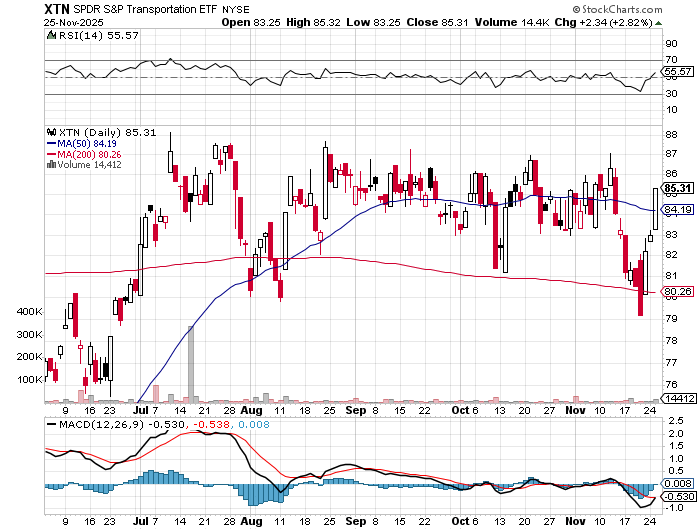 XTN SPDR S&P Transportation ETF NYSE
© StockCharts.com
25-Nov-2025
Open 83.25 High 85.32 Low 83.25 Close 85.31 Volume 14.4K Chg +2.34 (+2.82%)
RSI(14) 55.57
90
70
55.57
50
30
10
XTN (Daily) 85.31
MA(50) 84.19
MA(200) 80.26
Volume 14,412
88
87
86
85.31
85
84.19
83
82
81
80.26
79
78
77
76
400K
300K
200K
100K
14412
9 16 23 Jul 7 14 21 28 Aug 11 18 25 Sep 8 15 22 Oct 6 13 20 27 Nov 10 17 24
MACD(12,26,9) -0.530, -0.538, 0.008
2.5
2.0
1.5
1.0
0.5
0.008
-0.530
-1.0
9 16 23 Jul 7 14 21 28 Aug 11 18 25 Sep 8 15 22 Oct 6 13 20 27 Nov 10 17 24